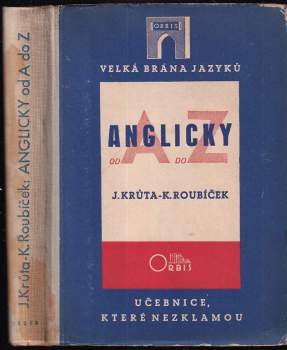 J.Krůta-K.Roubíček: ANGLICKY od A do Z
ORBIS
ORBIS
VELKÁ BRÁNA JAZYKŮ
ANGLICKY
OD A DO Z
J.KRŮTA-K.ROUBÍČEK
ORBIS
UČEBNICE,
KTERÉ NEZKLAMOU